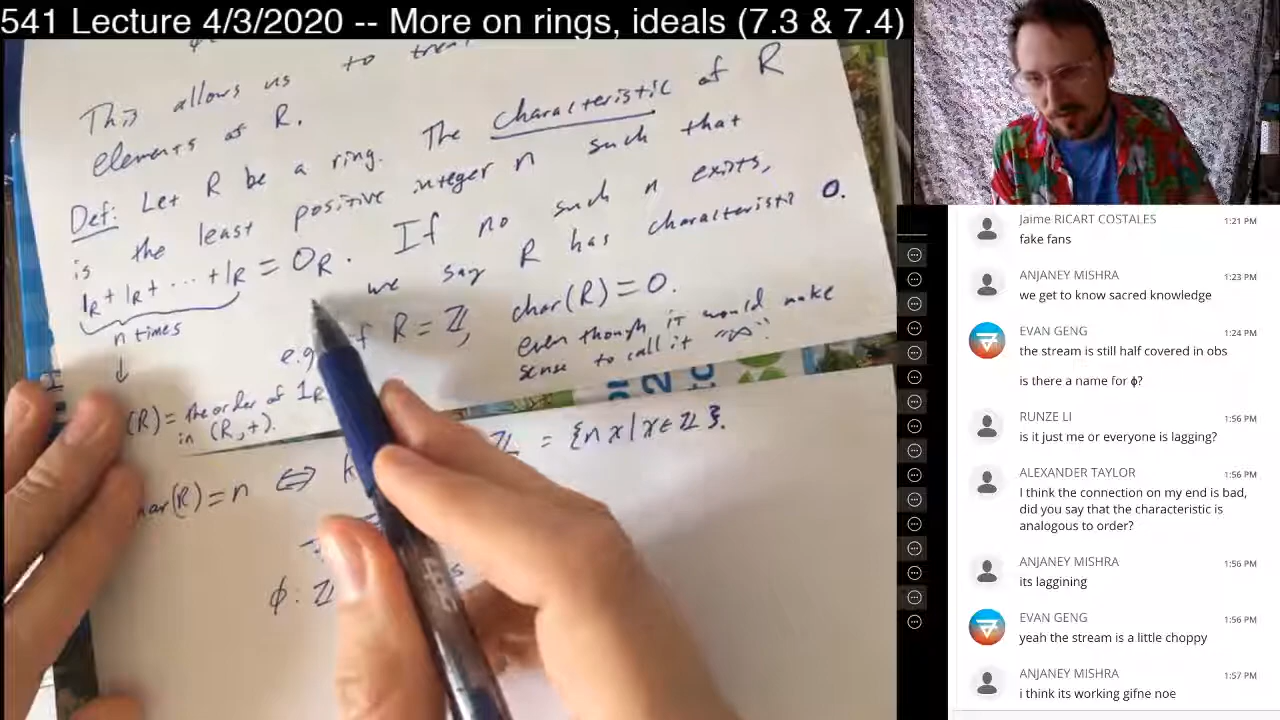 541 Lecture 4/3/2020 -- More on rings, ideals (7.3 & 7.4)
This allows us to treat
elements of R.
Def: Let R be a ring. The characteristic of R
is the least positive integer n such that
1R + 1R + ... + 1R = 0R. If no such n exists,
n times
we say R has characteristic 0.
e.g. if R = ℤ, char(R) = 0.
even though it would make
sense to call it "∞".
(R) = the order of 1R
in (R, +).
char(R) = n ⇔ ℤ = {nx | x ∈ ℤ}.
φ: ℤ
Jaime RICART COSTALES 1:21 PM
fake fans
ANJANEY MISHRA 1:23 PM
we get to know sacred knowledge
EVAN GENG 1:24 PM
the stream is still half covered in obs
is there a name for ϕ?
RUNZE LI 1:56 PM
is it just me or everyone is lagging?
ALEXANDER TAYLOR 1:56 PM
I think the connection on my end is bad,
did you say that the characteristic is
analogous to order?
ANJANEY MISHRA 1:56 PM
its laggining
EVAN GENG 1:56 PM
yeah the stream is a little choppy
ANJANEY MISHRA 1:57 PM
i think its working gifne noe